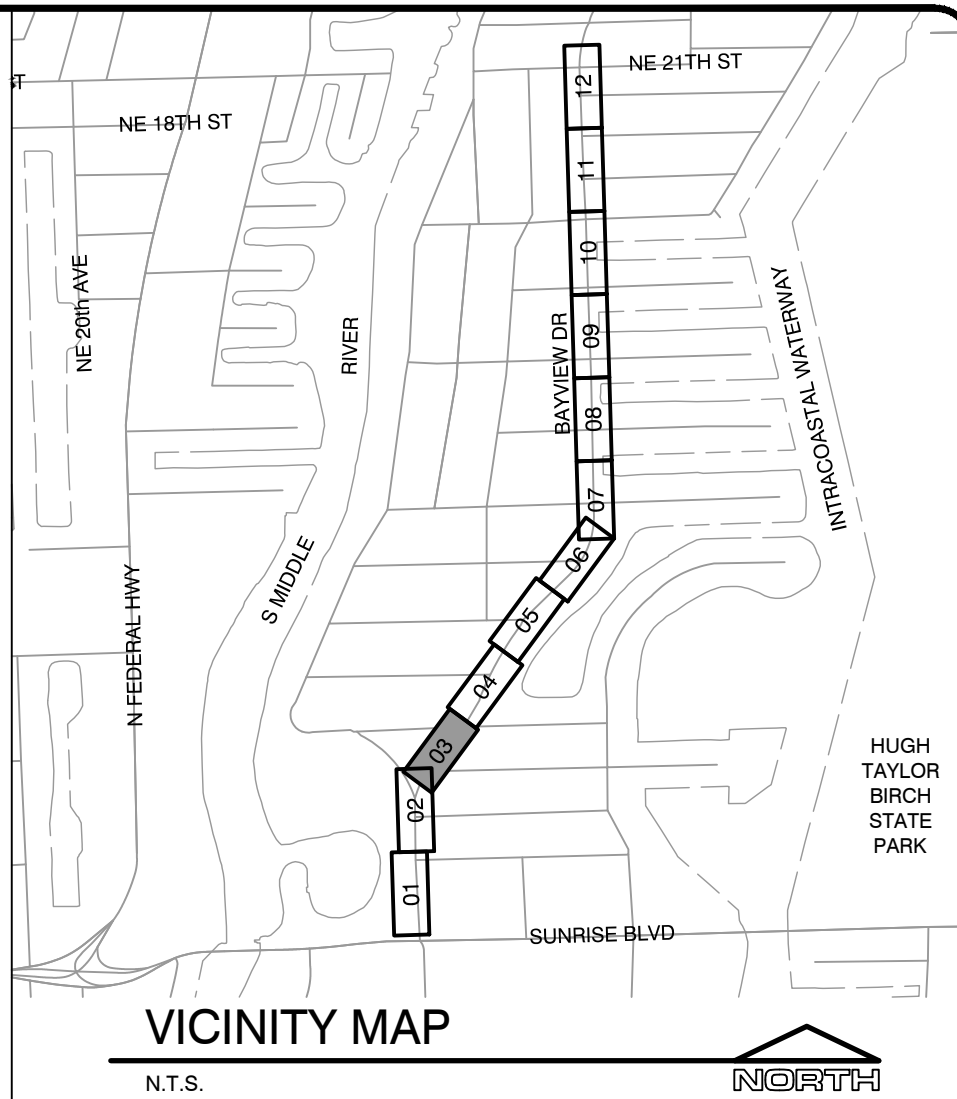 T
NE 21TH ST
NE 18TH ST
12
11
10
09
08
07
06
05
04
03
02
01
NE 20th AVE
RIVER
BAYVIEW DR
INTRACOASTAL WATERWAY
S MIDDLE
N FEDERAL HWY
HUGH
TAYLOR
BIRCH
STATE
PARK
SUNRISE BLVD
VICINITY MAP
N.T.S.
NORTH